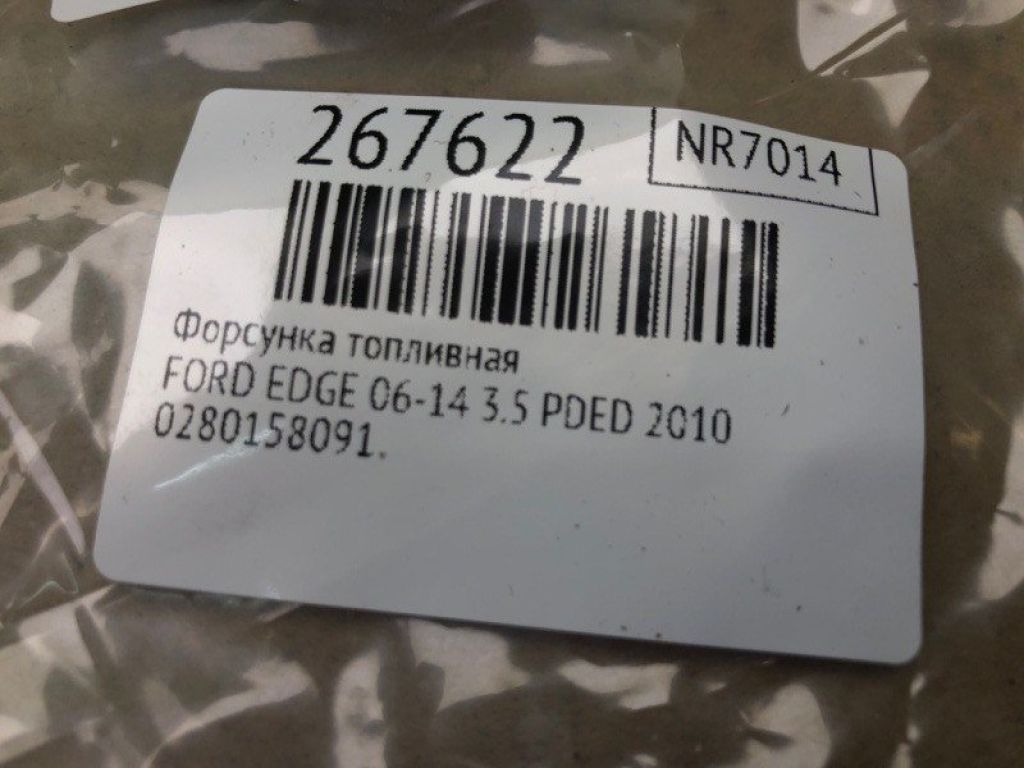 267622
NR7014
Форсунка топливная
FORD EDGE 06-14 3.5 PDED 2010
0280158091.